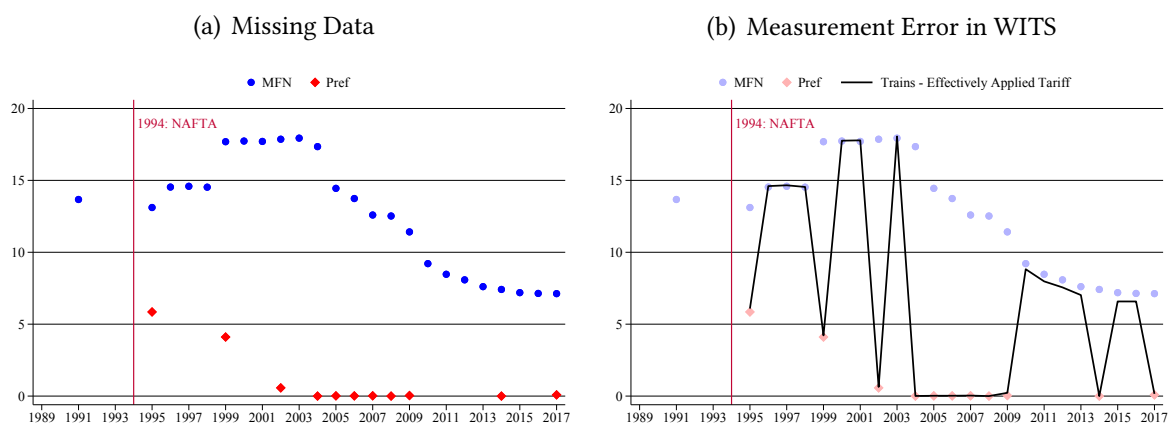 (a) Missing Data
MFN Pref
20
15
10
5
0
1994: NAFTA
1989 1991 1993 1995 1997 1999 2001 2003 2005 2007 2009 2011 2013 2015 2017
(b) Measurement Error in WITS
MFN Pref Trains - Effectively Applied Tariff
20
15
10
5
0
1994: NAFTA
1989 1991 1993 1995 1997 1999 2001 2003 2005 2007 2009 2011 2013 2015 2017